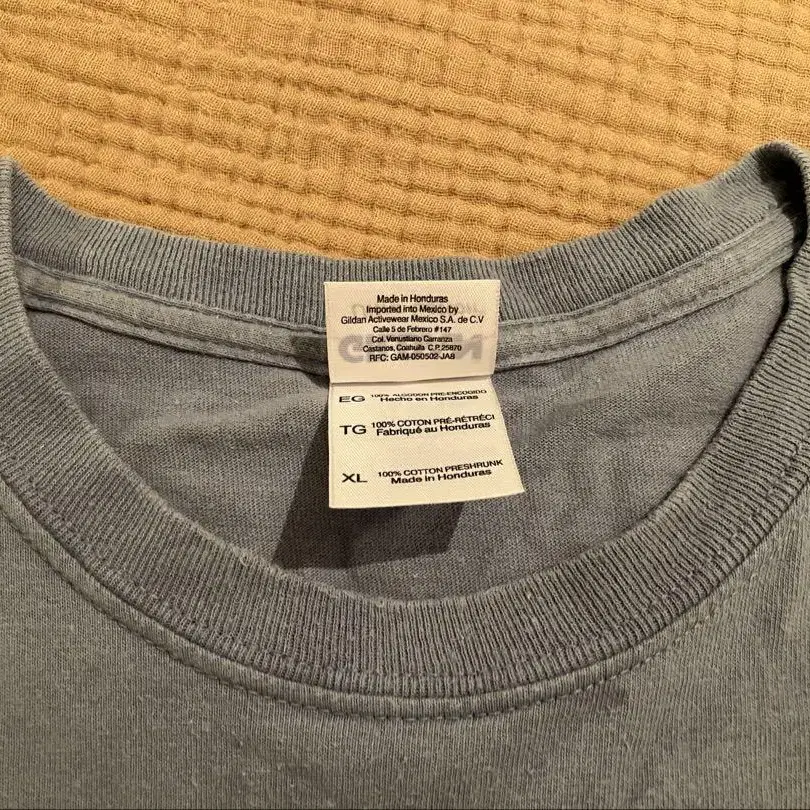 Made in Honduras
Imported into Mexico by
Gildan Activewear Mexico S.A. de C.V
Calle 5 de Febrero #147
Col. Venustiano Carranza
Castanos, Coahuila C.P. 25870
RFC: GAM-050502-JA8
EG 100% ALGODON PRE-ENCOGIDO
Hecho en Honduras
TG 100% COTON PRÉ-RÉTRÉCI
Fabriqué au Honduras
XL 100% COTTON PRESHRUNK
Made in Honduras